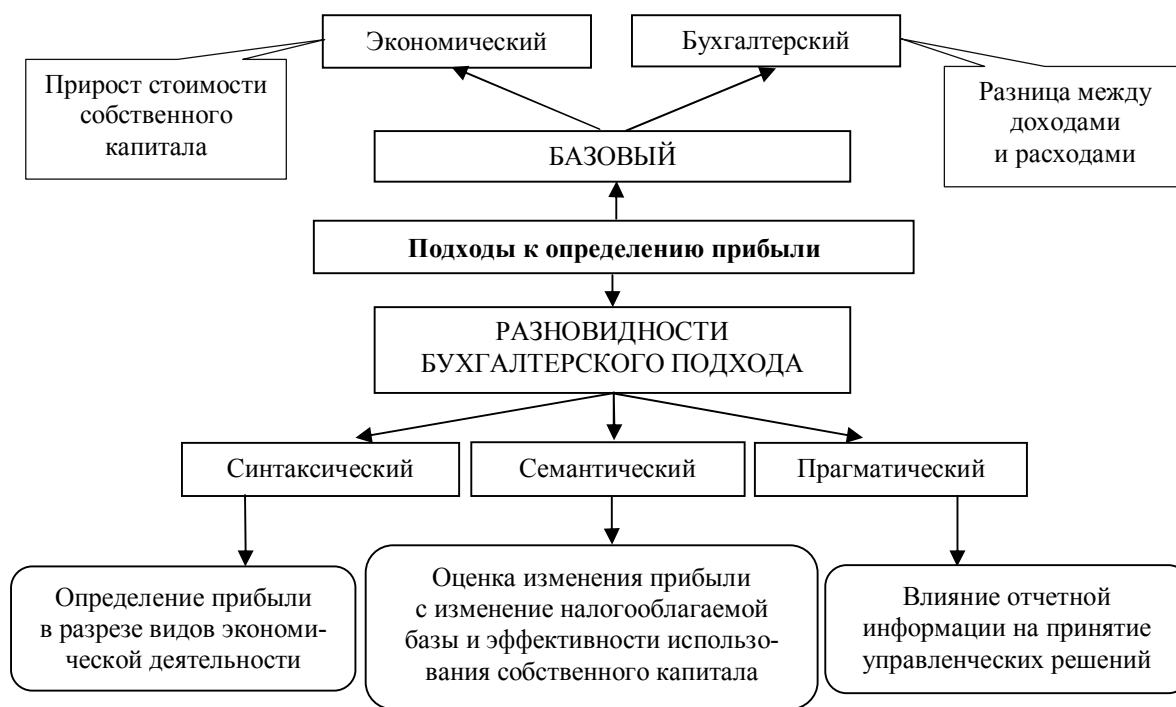 Экономический
Бухгалтерский
Прирост стоимости
собственного
капитала
Разница между
доходами
и расходами
БАЗОВЫЙ
Подходы к определению прибыли
РАЗНОВИДНОСТИ
БУХГАЛТЕРСКОГО ПОДХОДА
Синтаксический
Семантический
Прагматический
Определение прибыли
в разрезе видов экономи-
ческой деятельности
Оценка изменения прибыли
с изменение налогооблагаемой
базы и эффективности использо-
вания собственного капитала
Влияние отчетной
информации на принятие
управленческих решений